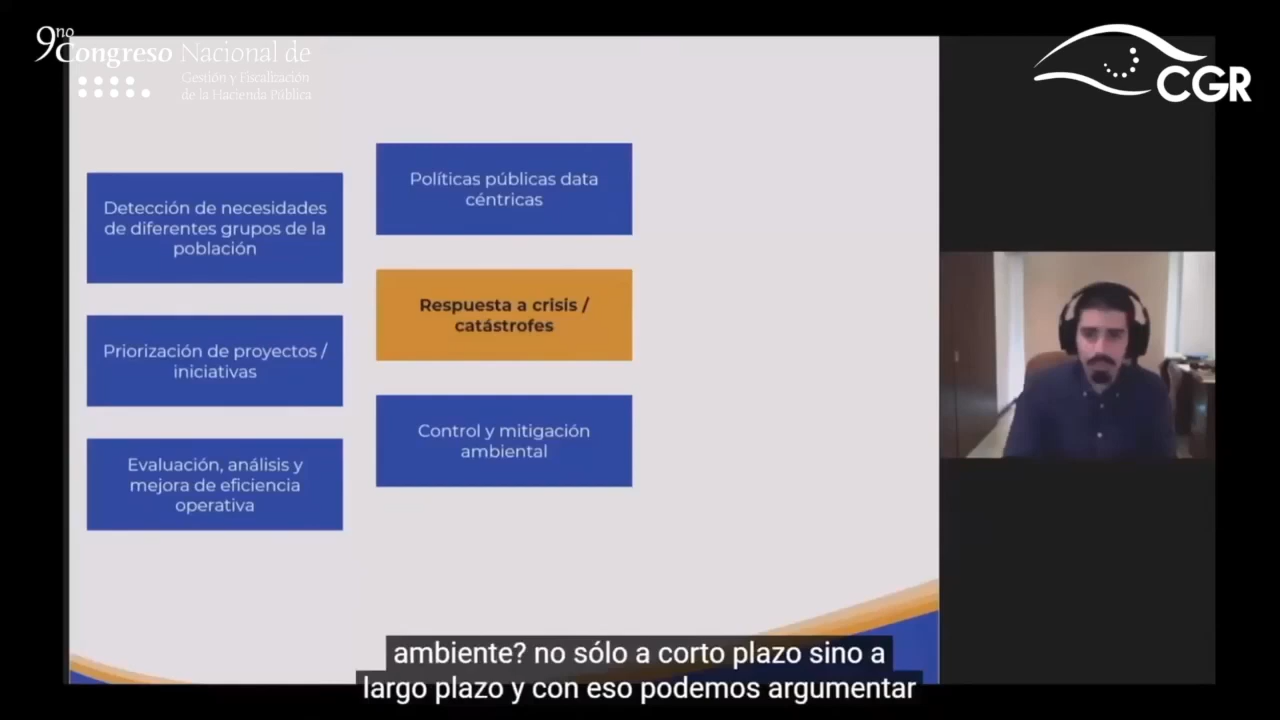 9no
Congreso Nacional de
Gestión y Fiscalización
de la Hacienda Pública
CGR
Detección de necesidades
de diferentes grupos de la
población
Priorización de proyectos /
iniciativas
Evaluación, análisis y
mejora de eficiencia
operativa
Políticas públicas data
céntricas
Respuesta a crisis /
catástrofes
Control y mitigación
ambiental
ambiente? no sólo a corto plazo sino a
largo plazo y con eso podemos argumentar